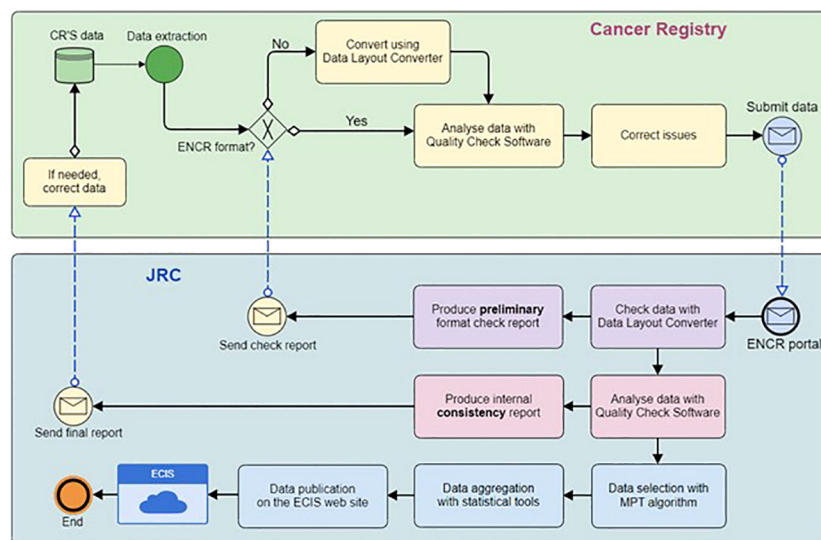 Cancer Registry
CR'S data
Data extraction
No
Convert using
Data Layout Converter
ENCR format?
Yes
Analyse data with
Quality Check Software
Correct issues
Submit data
If needed,
correct data
JRC
Send check report
Produce preliminary
format check report
Check data with
Data Layout Converter
ENCR portal
Send final report
Produce internal
consistency report
Analyse data with
Quality Check Software
End
ECIS
Data publication
on the ECIS web site
Data aggregation
with statistical tools
Data selection with
MPT algorithm